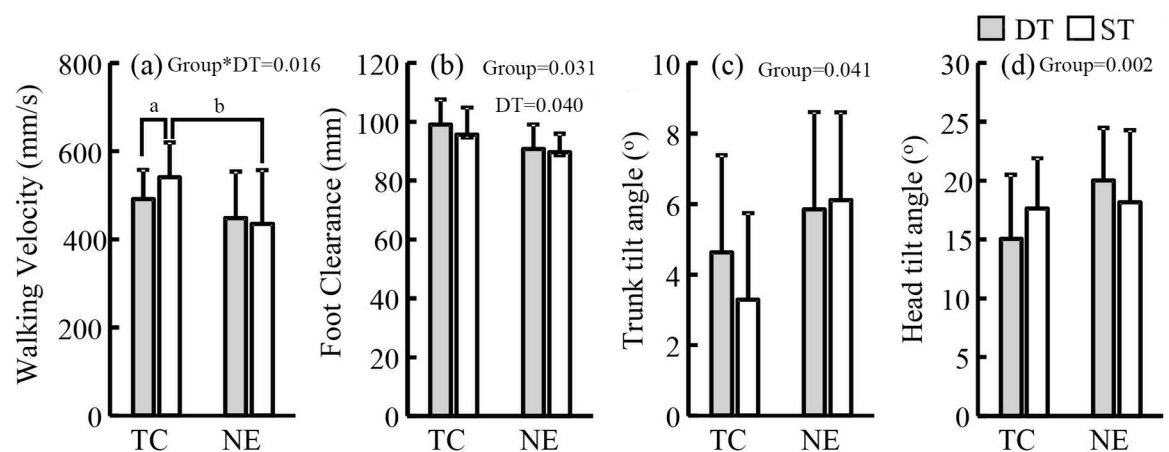 DT ST
Walking Velocity (mm/s)
800
600
400
200
0
(a) Group*DT=0.016
a
b
TC NE
Foot Clearance (mm)
120
100
80
60
40
20
0
(b) Group=0.031
DT=0.040
TC NE
Trunk tilt angle (°)
10
8
6
4
2
0
(c) Group=0.041
TC NE
Head tilt angle (°)
30
25
20
15
10
5
0
(d) Group=0.002
TC NE